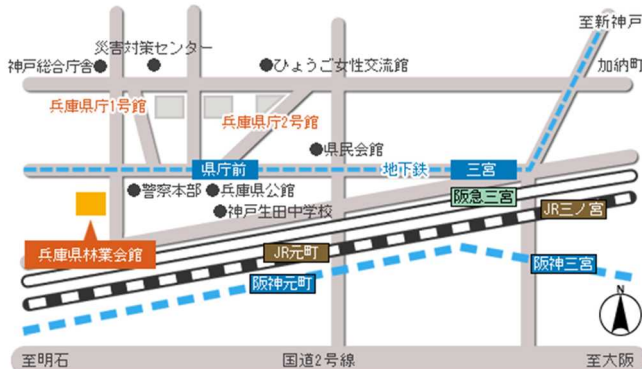 至新神戸
災害対策センター
神戸総合庁舎
ひょうご女性交流館
加納町
兵庫県庁1号館
兵庫県庁2号館
県民会館
県庁前
地下鉄
三宮
警察本部
兵庫県公館
阪急三宮
神戸生田中学校
JR三ノ宮
兵庫県林業会館
JR元町
阪神三宮
阪神元町
N
至明石
国道2号線
至大阪